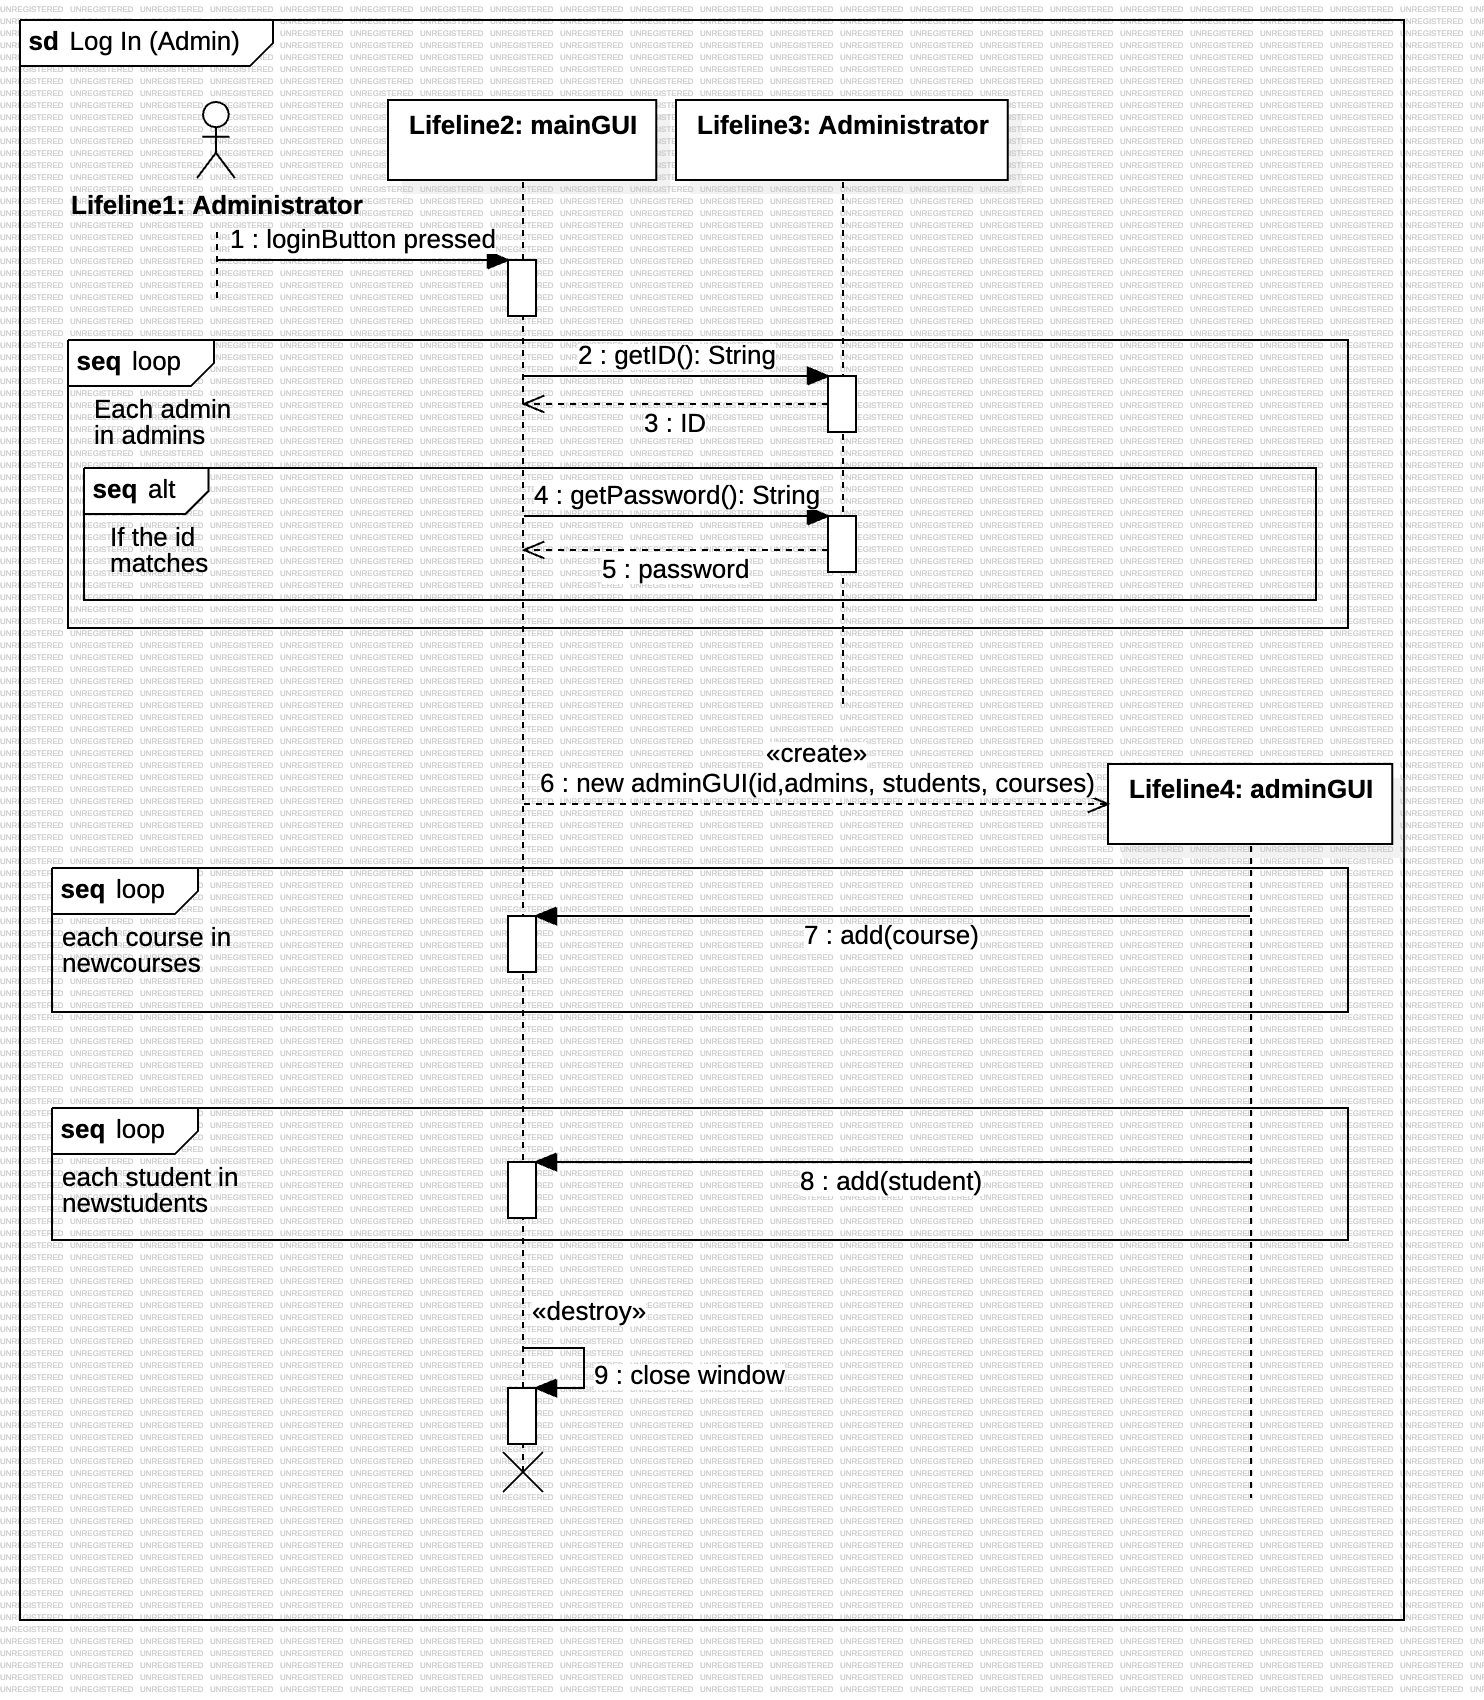 sd Log In (Admin)
Lifeline2: mainGUI
Lifeline3: Administrator
Lifeline1: Administrator
1 : loginButton pressed
seq loop
2 : getID(): String
Each admin
in admins
3 : ID
seq alt
4 : getPassword(): String
If the id
matches
5 : password
«create»
6 : new adminGUI(id,admins, students, courses)
Lifeline4: adminGUI
seq loop
each course in
newcourses
7 : add(course)
seq loop
each student in
newstudents
8 : add(student)
«destroy»
9 : close window
UNREGISTERED